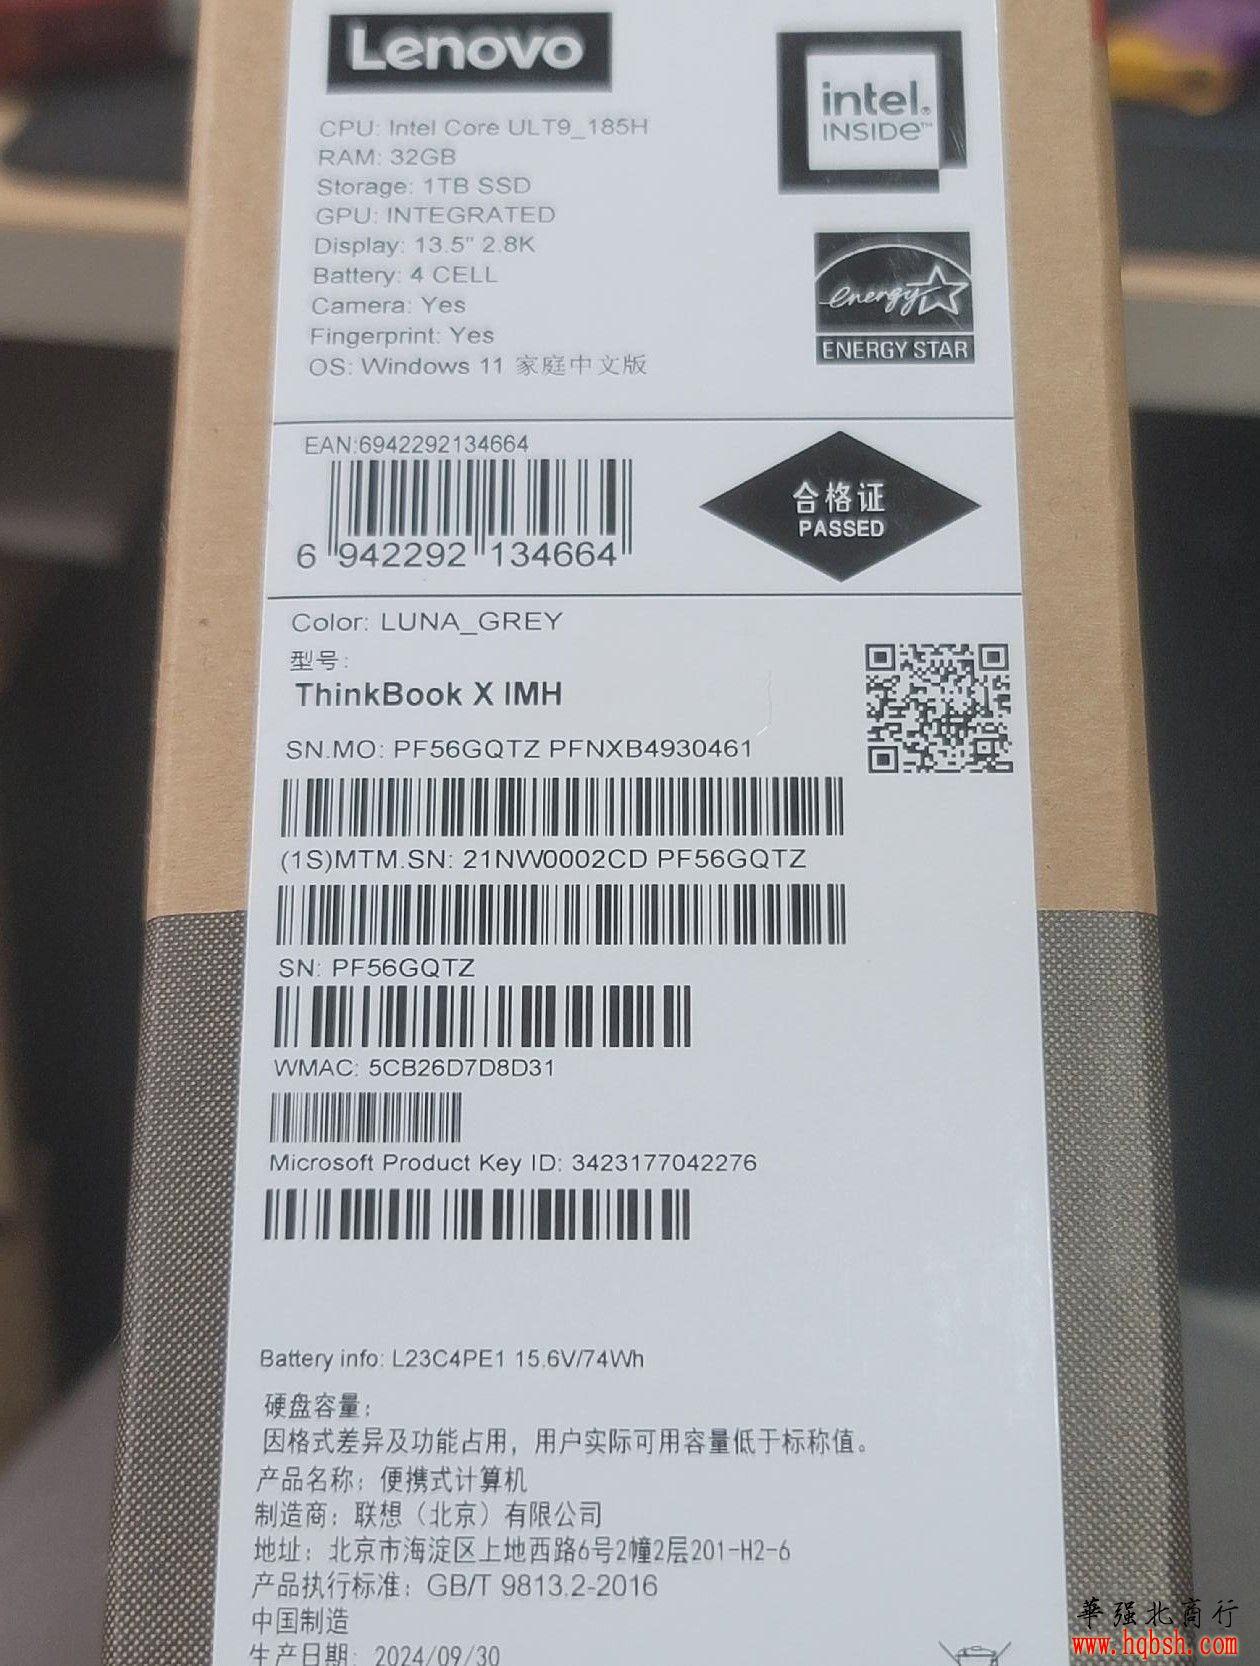 Lenovo
CPU: Intel Core ULT9_185H
RAM: 32GB
Storage: 1TB SSD
GPU: INTEGRATED
Display: 13.5" 2.8K
Battery: 4 CELL
Camera: Yes
Fingerprint: Yes
OS: Windows 11 家庭中文版
intel.
INSIDE™
energy
ENERGY STAR
EAN:6942292134664
6 942292 134664
合格证
PASSED
Color: LUNA_GREY
型号:
ThinkBook X IMH
SN.MO: PF56GQTZ PFNXB4930461
(1S)MTM.SN: 21NW0002CD PF56GQTZ
SN: PF56GQTZ
WMAC: 5CB26D7D8D31
Microsoft Product Key ID: 3423177042276
Battery info: L23C4PE1 15.6V/74Wh
硬盘容量：
因格式差异及功能占用，用户实际可用容量低于标称值。
产品名称：便携式计算机
制造商：联想（北京）有限公司
地址：北京市海淀区上地西路6号2幢2层201-H2-6
产品执行标准：GB/T 9813.2-2016
中国制造
生产日期：2024/09/30
華强北商行
www.hqbsh.com